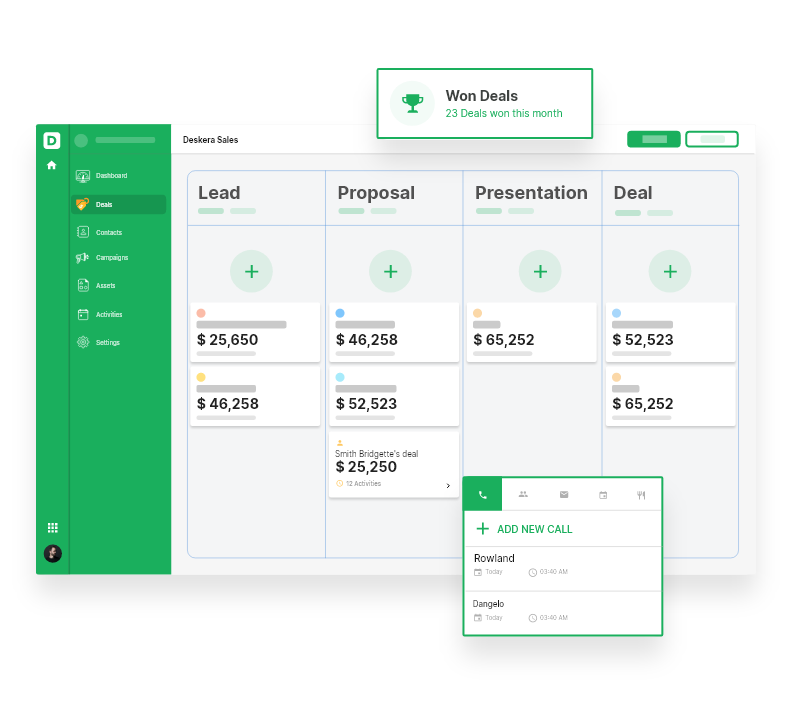 Won Deals
23 Deals won this month
D
Deskera Sales
Dashboard
Deals
Contacts
Campaigns
Assets
Activities
Settings
Lead
Proposal
Presentation
Deal
+
+
+
+
$ 25,650
$ 46,258
$ 65,252
$ 52,523
$ 46,258
$ 52,523
$ 65,252
Smith Bridgette's deal
$ 25,250
12 Activities
+ ADD NEW CALL
Rowland
Today
03:40 AM
Dangelo
Today
03:40 AM